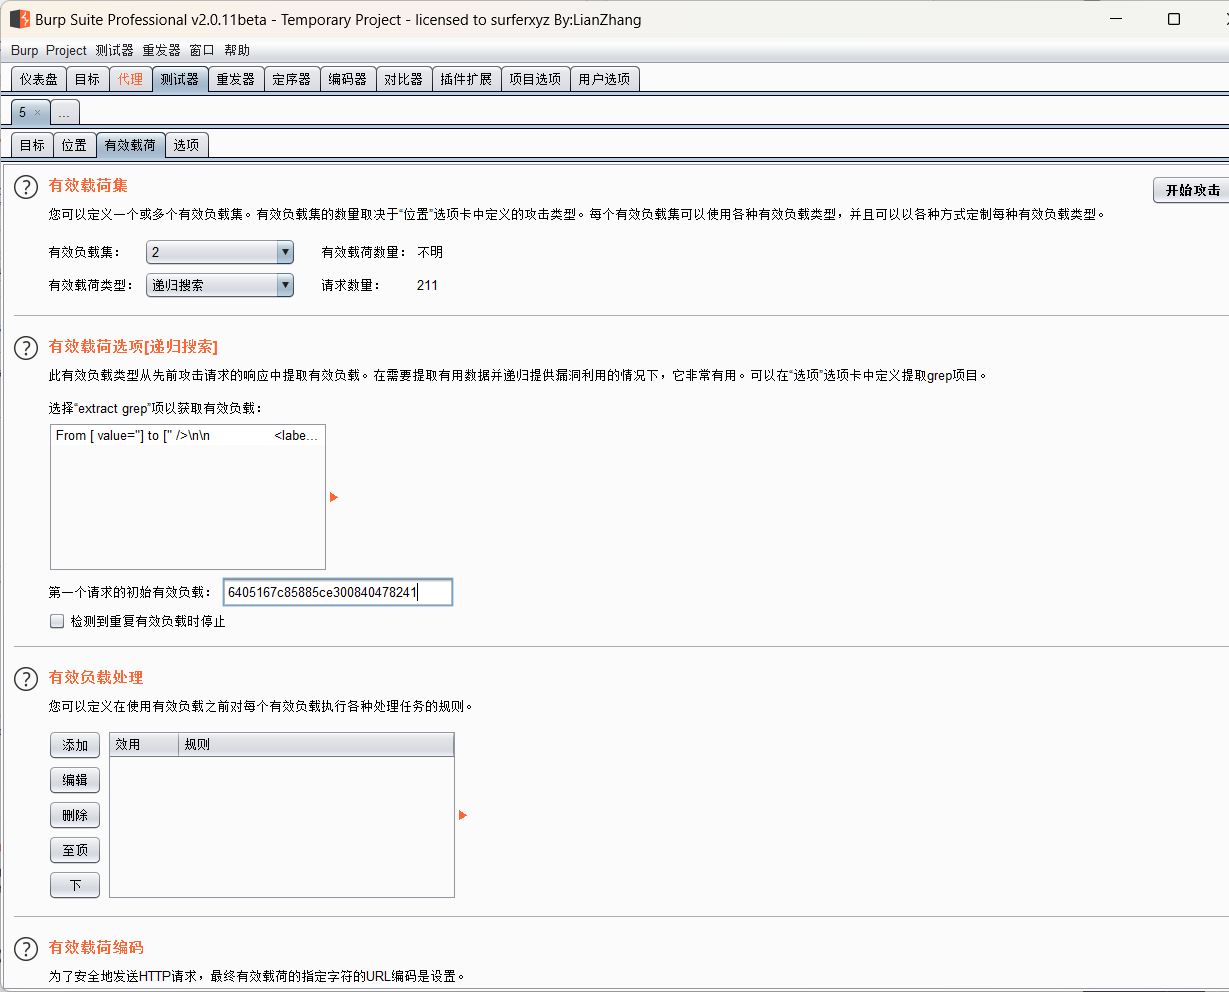 Burp Suite Professional v2.0.11beta - Temporary Project - licensed to surferxyz By:LianZhang
Burp Project 测试器 重发器 窗口 帮助
仪表盘 目标 代理 测试器 重发器 定序器 编码器 对比器 插件扩展 项目选项 用户选项
5 × ...
目标 位置 有效载荷 选项
有效载荷集
开始攻击
您可以定义一个或多个有效负载集。有效负载集的数量取决于“位置”选项卡中定义的攻击类型。每个有效负载集可以使用各种有效负载类型，并且可以以各种方式定制每种有效负载类型。
有效负载集： 2 有效载荷数量： 不明
有效载荷类型： 递归搜索 请求数量： 211
有效载荷选项[递归搜索]
此有效负载类型从先前攻击请求的响应中提取有效负载。在需要提取有用数据并递归提供漏洞利用的情况下，它非常有用。可以在“选项”选项卡中定义提取grep项目。
选择“extract grep”项以获取有效负载：
From [ value="] to [" />\n\n <labe...
第一个请求的初始有效负载： 6405167c85885ce300840478241
检测到重复有效负载时停止
有效负载处理
您可以定义在使用有效负载之前对每个有效负载执行各种处理任务的规则。
添加 效用 规则
编辑
删除
至顶
下
有效载荷编码
为了安全地发送HTTP请求，最终有效载荷的指定字符的URL编码是设置。